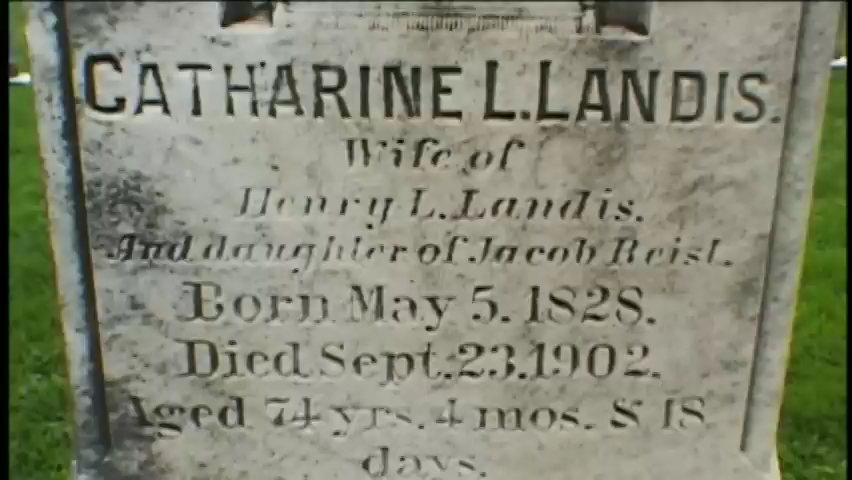 CATHARINE L. LANDIS.
Wife of
Henry L. Landis.
And daughter of Jacob Reist.
Born May 5. 1828.
Died Sept. 23. 1902.
Aged 74 yrs. 4 mos. & 18
days.